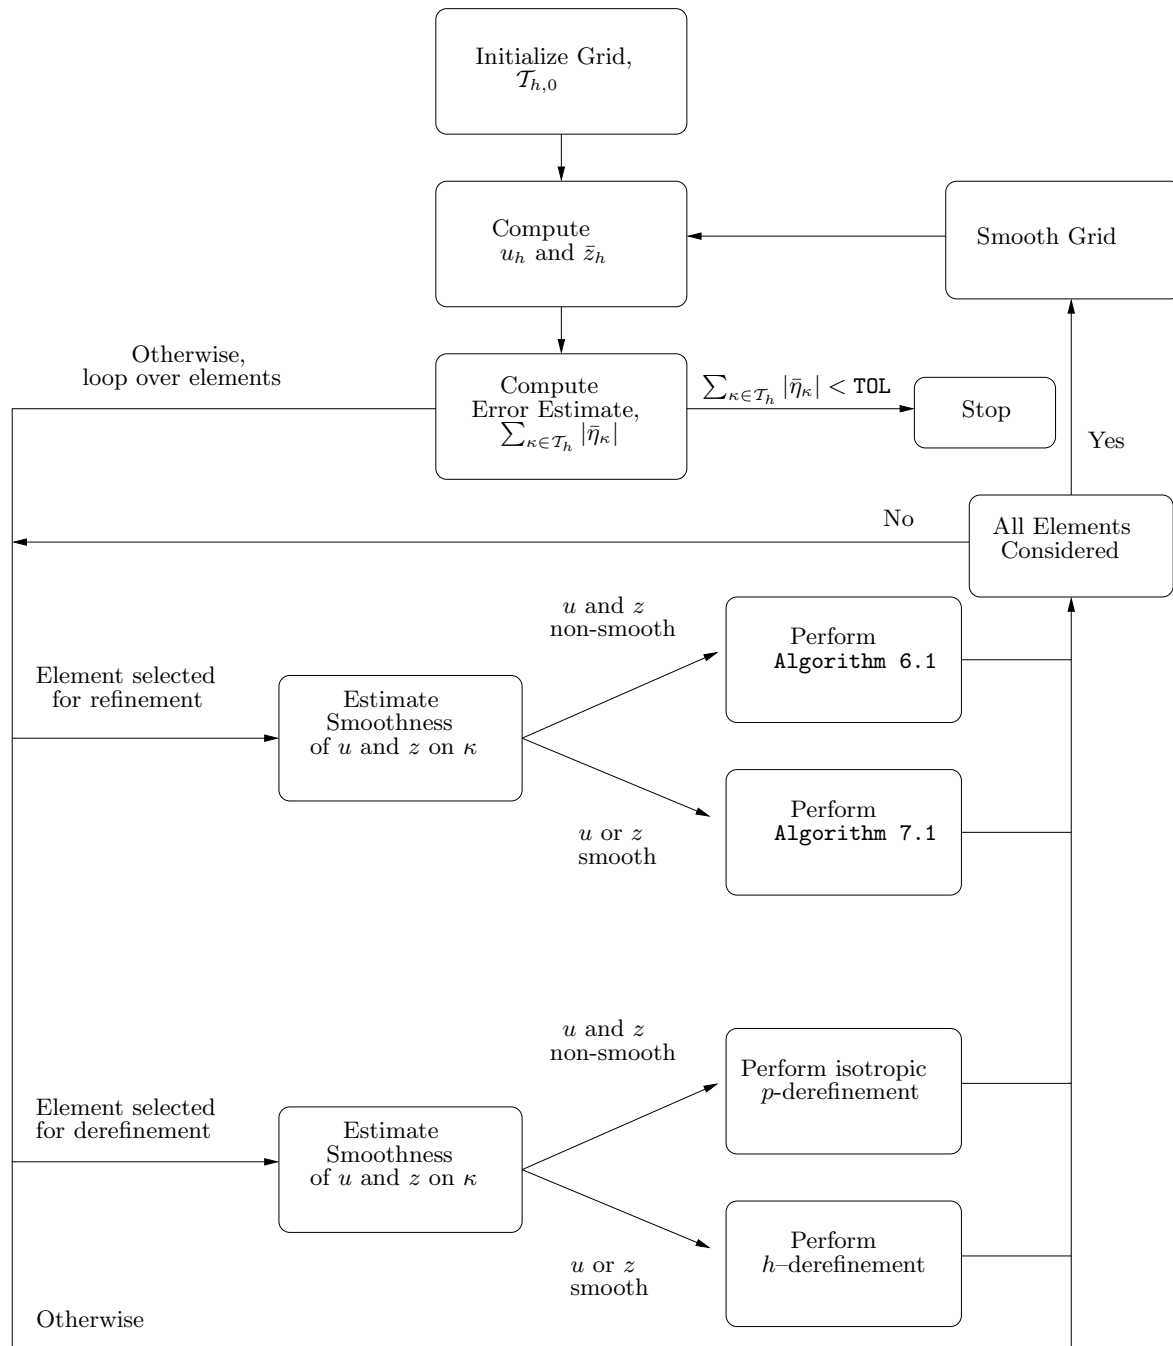 Initialize Grid,
𝒯_{h,0}
Compute
u_h and z̄_h
Smooth Grid
Otherwise,
loop over elements
Compute
Error Estimate,
∑_{κ∈𝒯_h} |η̄_κ|
∑_{κ∈𝒯_h} |η̄_κ| < TOL
Stop
Yes
No
All Elements
Considered
u and z
non-smooth
Perform
Algorithm 6.1
Element selected
for refinement
Estimate
Smoothness
of u and z on κ
Perform
Algorithm 7.1
u or z
smooth
u and z
non-smooth
Perform isotropic
p-derefinement
Element selected
for derefinement
Estimate
Smoothness
of u and z on κ
Perform
h–derefinement
u or z
smooth
Otherwise